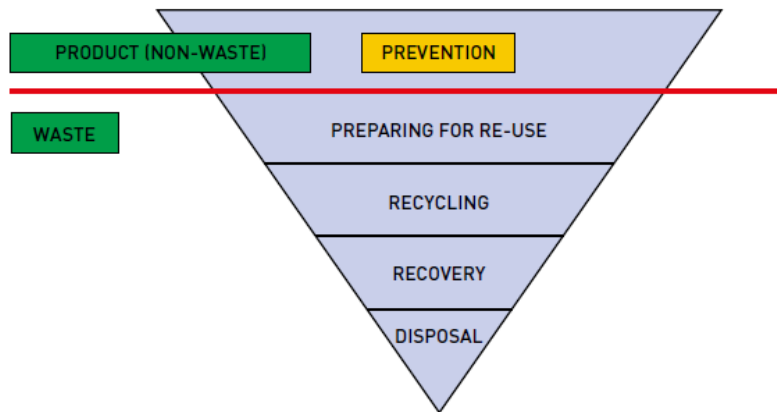 PRODUCT (NON-WASTE)
PREVENTION
WASTE
PREPARING FOR RE-USE
RECYCLING
RECOVERY
DISPOSAL